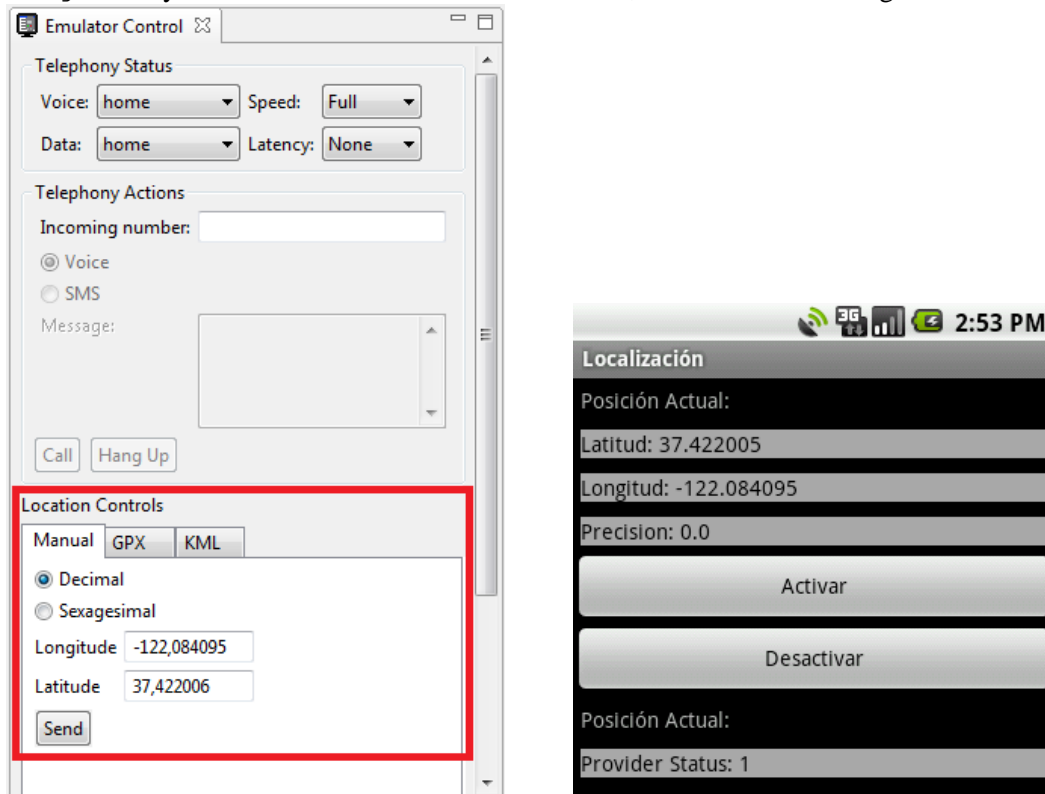 Emulator Control
Telephony Status
Voice: home Speed: Full
Data: home Latency: None
Telephony Actions
Incoming number:
Voice
SMS
Message:
Call Hang Up
Location Controls
Manual GPX KML
Decimal
Sexagesimal
Longitude -122,084095
Latitude 37,422006
Send
3G 2:53 PM
Localización
Posición Actual:
Latitud: 37.422005
Longitud: -122.084095
Precision: 0.0
Activar
Desactivar
Posición Actual:
Provider Status: 1